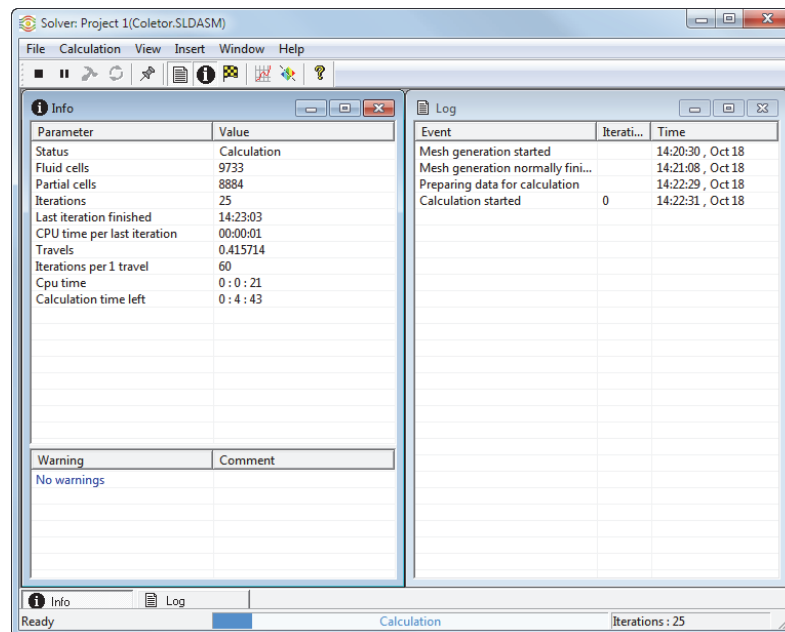 Solver: Project 1(Coletor.SLDASM)
File Calculation View Insert Window Help
Info
Parameter Value
Status Calculation
Fluid cells 9733
Partial cells 8884
Iterations 25
Last iteration finished 14:23:03
CPU time per last iteration 00:00:01
Travels 0.415714
Iterations per 1 travel 60
Cpu time 0 : 0 : 21
Calculation time left 0 : 4 : 43
Warning Comment
No warnings
Log
Event Iterati... Time
Mesh generation started 14:20:30 , Oct 18
Mesh generation normally fini... 14:21:08 , Oct 18
Preparing data for calculation 14:22:29 , Oct 18
Calculation started 0 14:22:31 , Oct 18
Info Log
Ready Calculation Iterations : 25